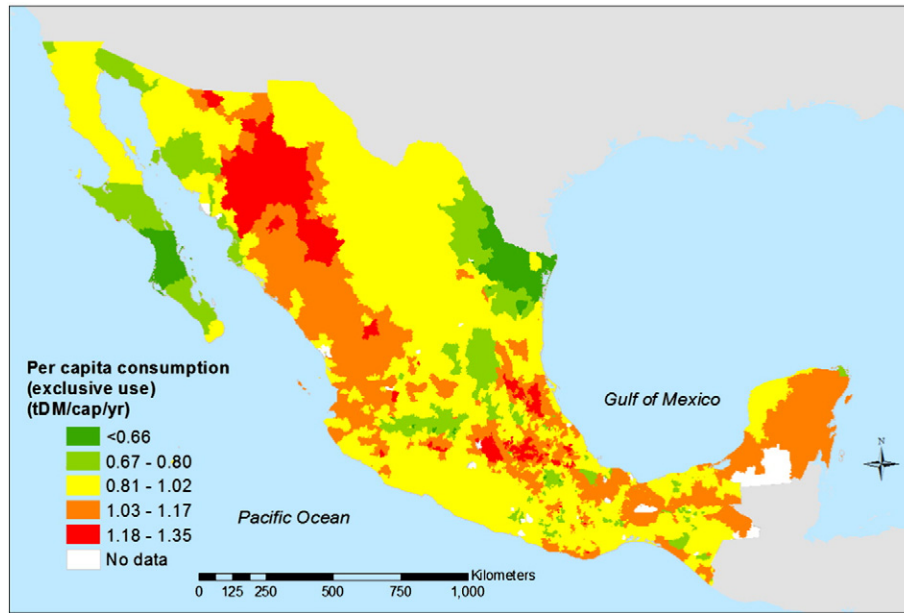 Per capita consumption
(exclusive use)
(tDM/cap/yr)
<0.66
0.67 - 0.80
0.81 - 1.02
1.03 - 1.17
1.18 - 1.35
No data
Gulf of Mexico
Pacific Ocean
N
Kilometers
0 125 250 500 750 1,000